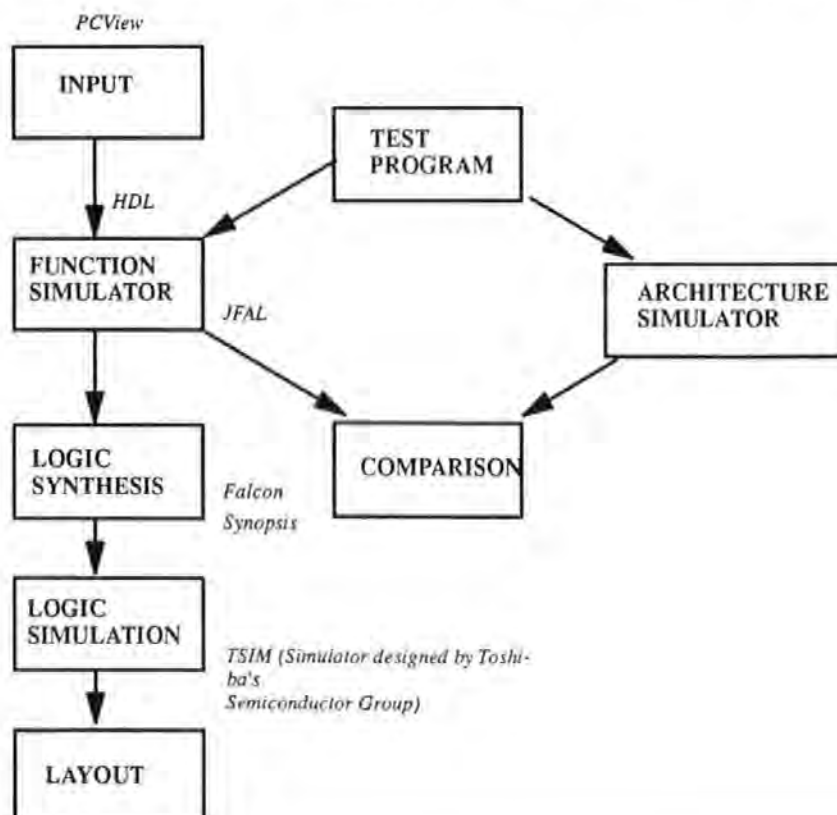 PCView
INPUT
TEST
PROGRAM
HDL
FUNCTION
SIMULATOR
JFAL
ARCHITECTURE
SIMULATOR
LOGIC
SYNTHESIS
COMPARISON
Falcon
Synopsis
LOGIC
SIMULATION
TSIM (Simulator designed by Toshi-
ba's
Semiconductor Group)
LAYOUT